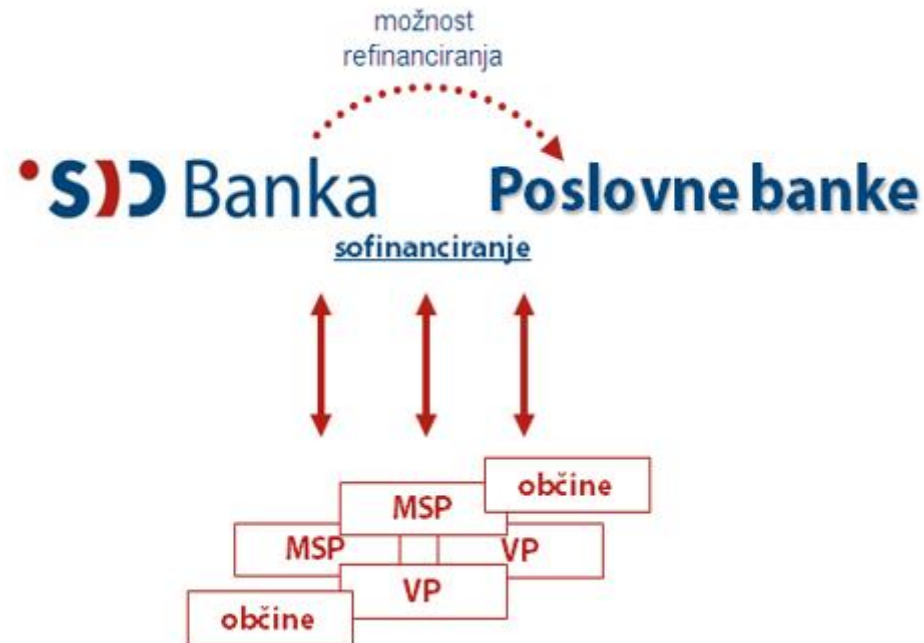 možnost
refinanciranja
SID Banka
Poslovne banke
sofinanciranje
občine
MSP
MSP
VP
VP
občine